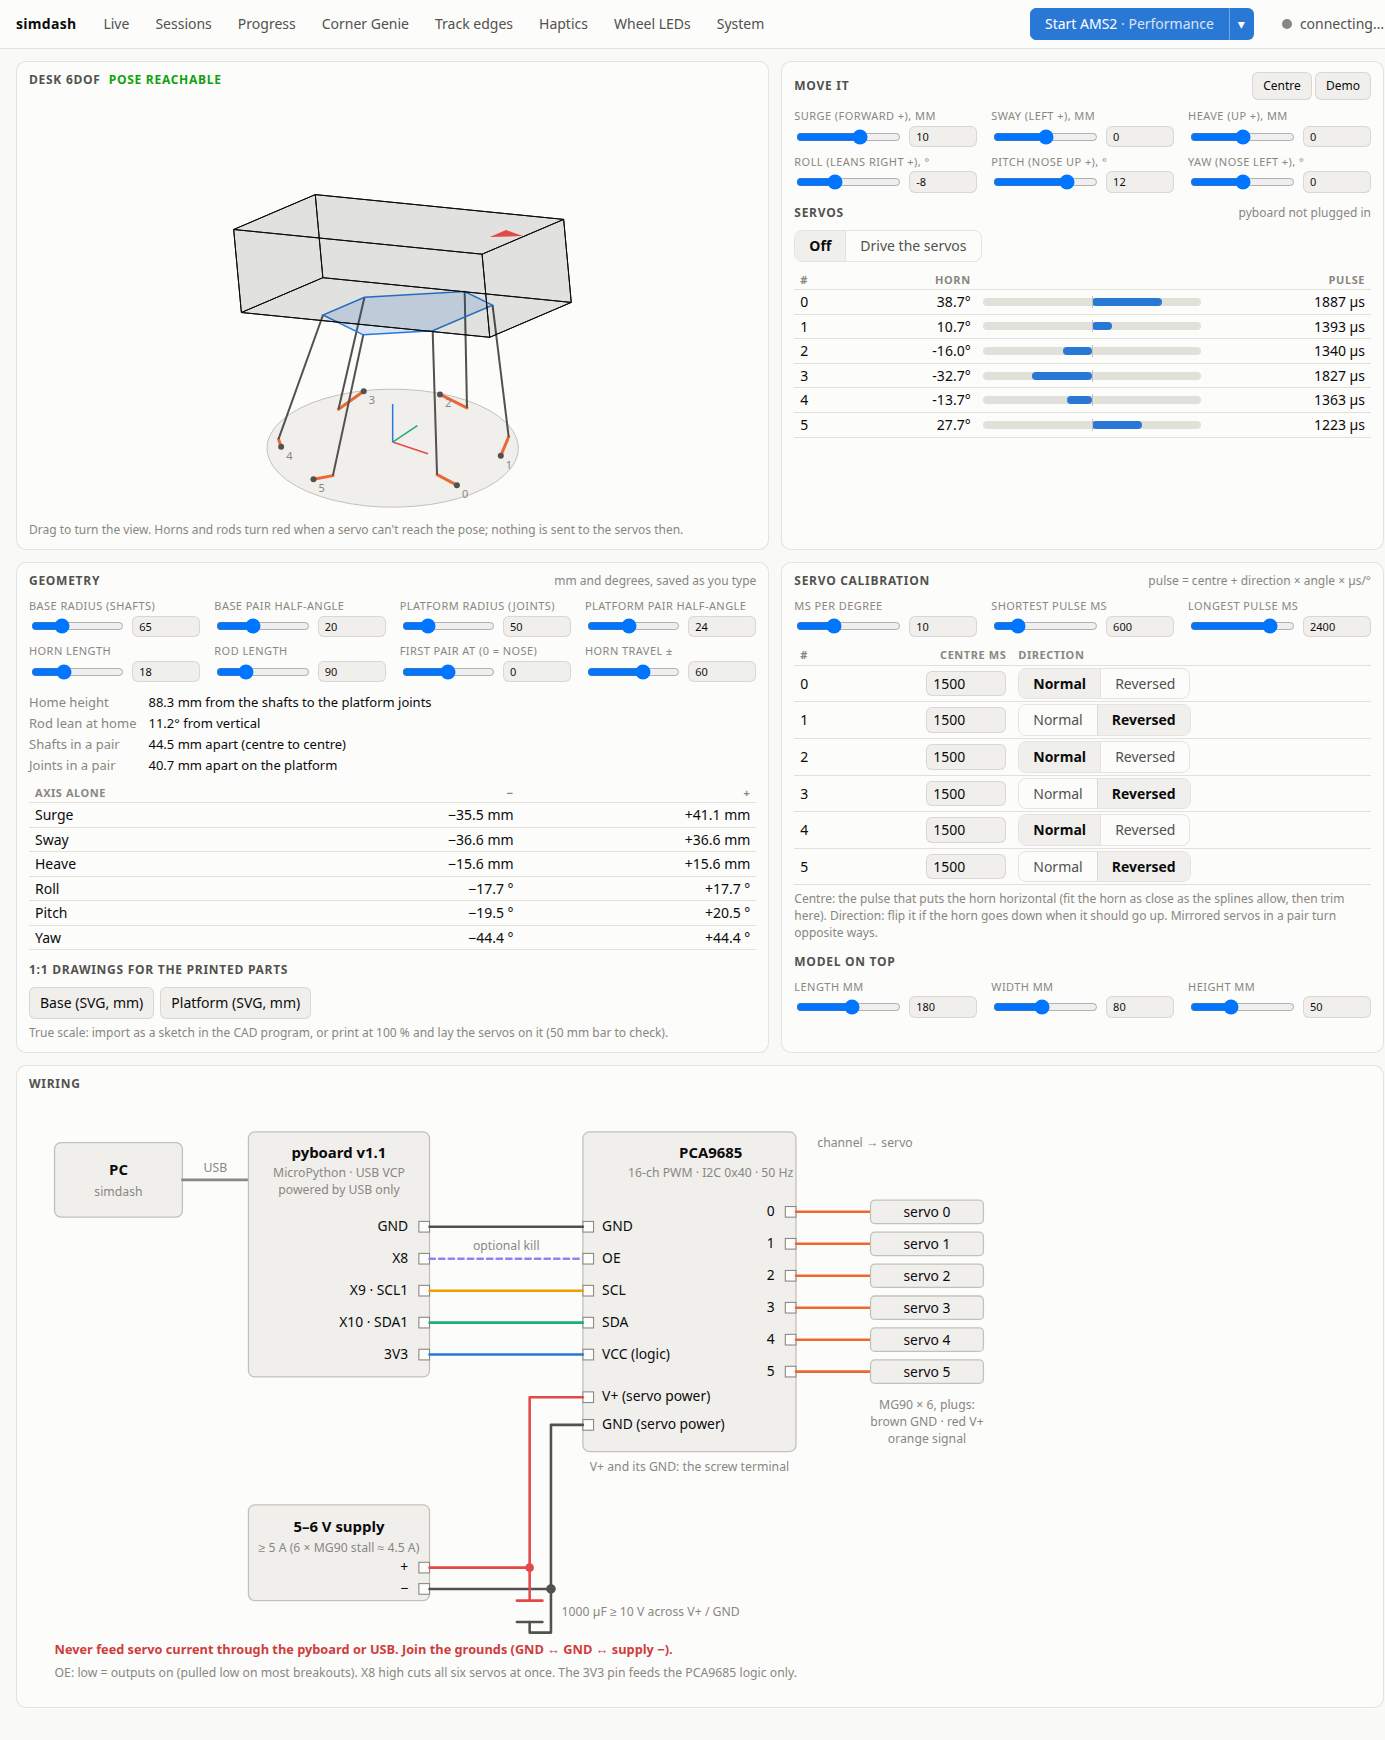 simdash Live Sessions Progress Corner Genie Track edges Haptics Wheel LEDs System Start AMS2 · Performance ▾ connecting...
DESK 6DOF POSE REACHABLE
3
2
4
1
5
0
Drag to turn the view. Horns and rods turn red when a servo can't reach the pose; nothing is sent to the servos then.
MOVE IT Centre Demo
SURGE (FORWARD +), MM SWAY (LEFT +), MM HEAVE (UP +), MM
10 0 0
ROLL (LEANS RIGHT +), ° PITCH (NOSE UP +), ° YAW (NOSE LEFT +), °
-8 12 0
SERVOS pyboard not plugged in
Off Drive the servos
# HORN PULSE
0 38.7° 1887 µs
1 10.7° 1393 µs
2 -16.0° 1340 µs
3 -32.7° 1827 µs
4 -13.7° 1363 µs
5 27.7° 1223 µs
GEOMETRY mm and degrees, saved as you type
BASE RADIUS (SHAFTS) BASE PAIR HALF-ANGLE PLATFORM RADIUS (JOINTS) PLATFORM PAIR HALF-ANGLE
65 20 50 24
HORN LENGTH ROD LENGTH FIRST PAIR AT (0 = NOSE) HORN TRAVEL ±
18 90 0 60
Home height 88.3 mm from the shafts to the platform joints
Rod lean at home 11.2° from vertical
Shafts in a pair 44.5 mm apart (centre to centre)
Joints in a pair 40.7 mm apart on the platform
AXIS ALONE − +
Surge −35.5 mm +41.1 mm
Sway −36.6 mm +36.6 mm
Heave −15.6 mm +15.6 mm
Roll −17.7 ° +17.7 °
Pitch −19.5 ° +20.5 °
Yaw −44.4 ° +44.4 °
1:1 DRAWINGS FOR THE PRINTED PARTS
Base (SVG, mm) Platform (SVG, mm)
True scale: import as a sketch in the CAD program, or print at 100 % and lay the servos on it (50 mm bar to check).
SERVO CALIBRATION pulse = centre + direction × angle × µs/°
ΜS PER DEGREE SHORTEST PULSE ΜS LONGEST PULSE ΜS
10 600 2400
# CENTRE ΜS DIRECTION
0 1500 Normal Reversed
1 1500 Normal Reversed
2 1500 Normal Reversed
3 1500 Normal Reversed
4 1500 Normal Reversed
5 1500 Normal Reversed
Centre: the pulse that puts the horn horizontal (fit the horn as close as the splines allow, then trim
here). Direction: flip it if the horn goes down when it should go up. Mirrored servos in a pair turn
opposite ways.
MODEL ON TOP
LENGTH MM WIDTH MM HEIGHT MM
180 80 50
WIRING
PC
simdash
USB
pyboard v1.1
MicroPython · USB VCP
powered by USB only
GND
X8
X9 · SCL1
X10 · SDA1
3V3
optional kill
PCA9685
16-ch PWM · I2C 0x40 · 50 Hz
GND
OE
SCL
SDA
VCC (logic)
V+ (servo power)
GND (servo power)
0
1
2
3
4
5
V+ and its GND: the screw terminal
channel → servo
servo 0
servo 1
servo 2
servo 3
servo 4
servo 5
MG90 × 6, plugs:
brown GND · red V+
orange signal
5–6 V supply
≥ 5 A (6 × MG90 stall ≈ 4.5 A)
+
−
1000 µF ≥ 10 V across V+ / GND
Never feed servo current through the pyboard or USB. Join the grounds (GND ↔ GND ↔ supply −).
OE: low = outputs on (pulled low on most breakouts). X8 high cuts all six servos at once. The 3V3 pin feeds the PCA9685 logic only.